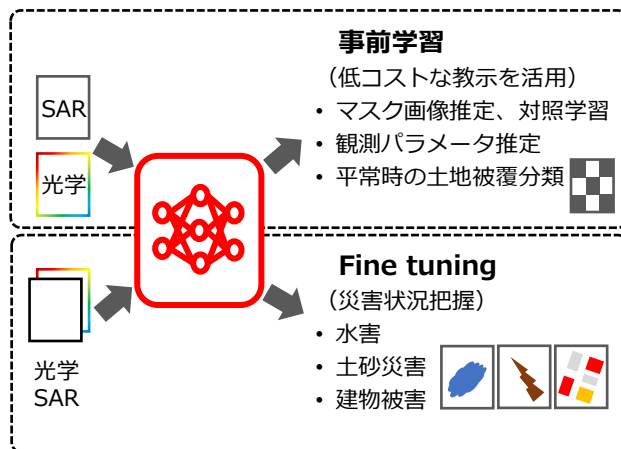 事前学習
(低コストな教示を活用)
• マスク画像推定、対照学習
• 観測パラメータ推定
• 平常時の土地被覆分類
SAR
光学
Fine tuning
(災害状況把握)
• 水害
• 土砂災害
• 建物被害
光学
SAR